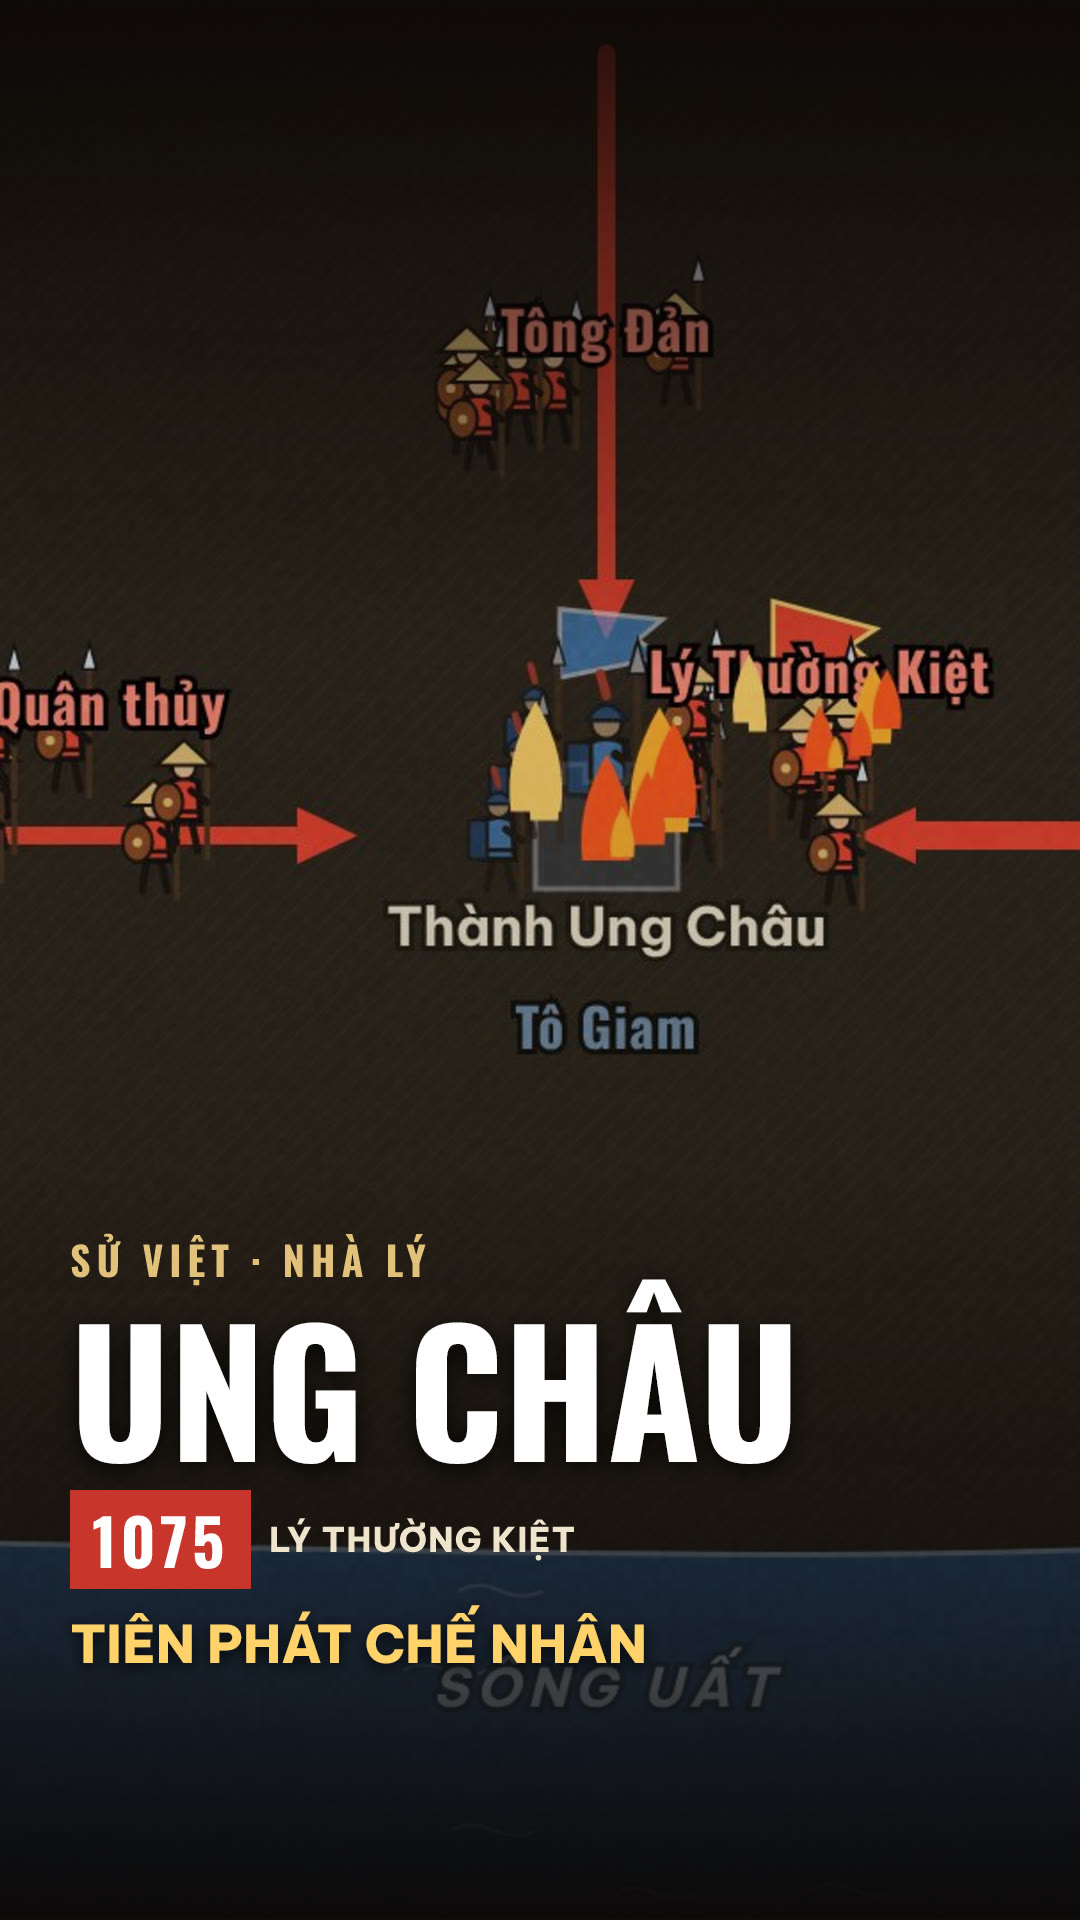 Tông Đản
Lý Thường Kiệt
Quân thủy
Thành Ung Châu
Tô Giam
SỬ VIỆT · NHÀ LÝ
UNG CHÂU
1075 LÝ THƯỜNG KIỆT
TIÊN PHÁT CHẾ NHÂN
SÔNG UẤT